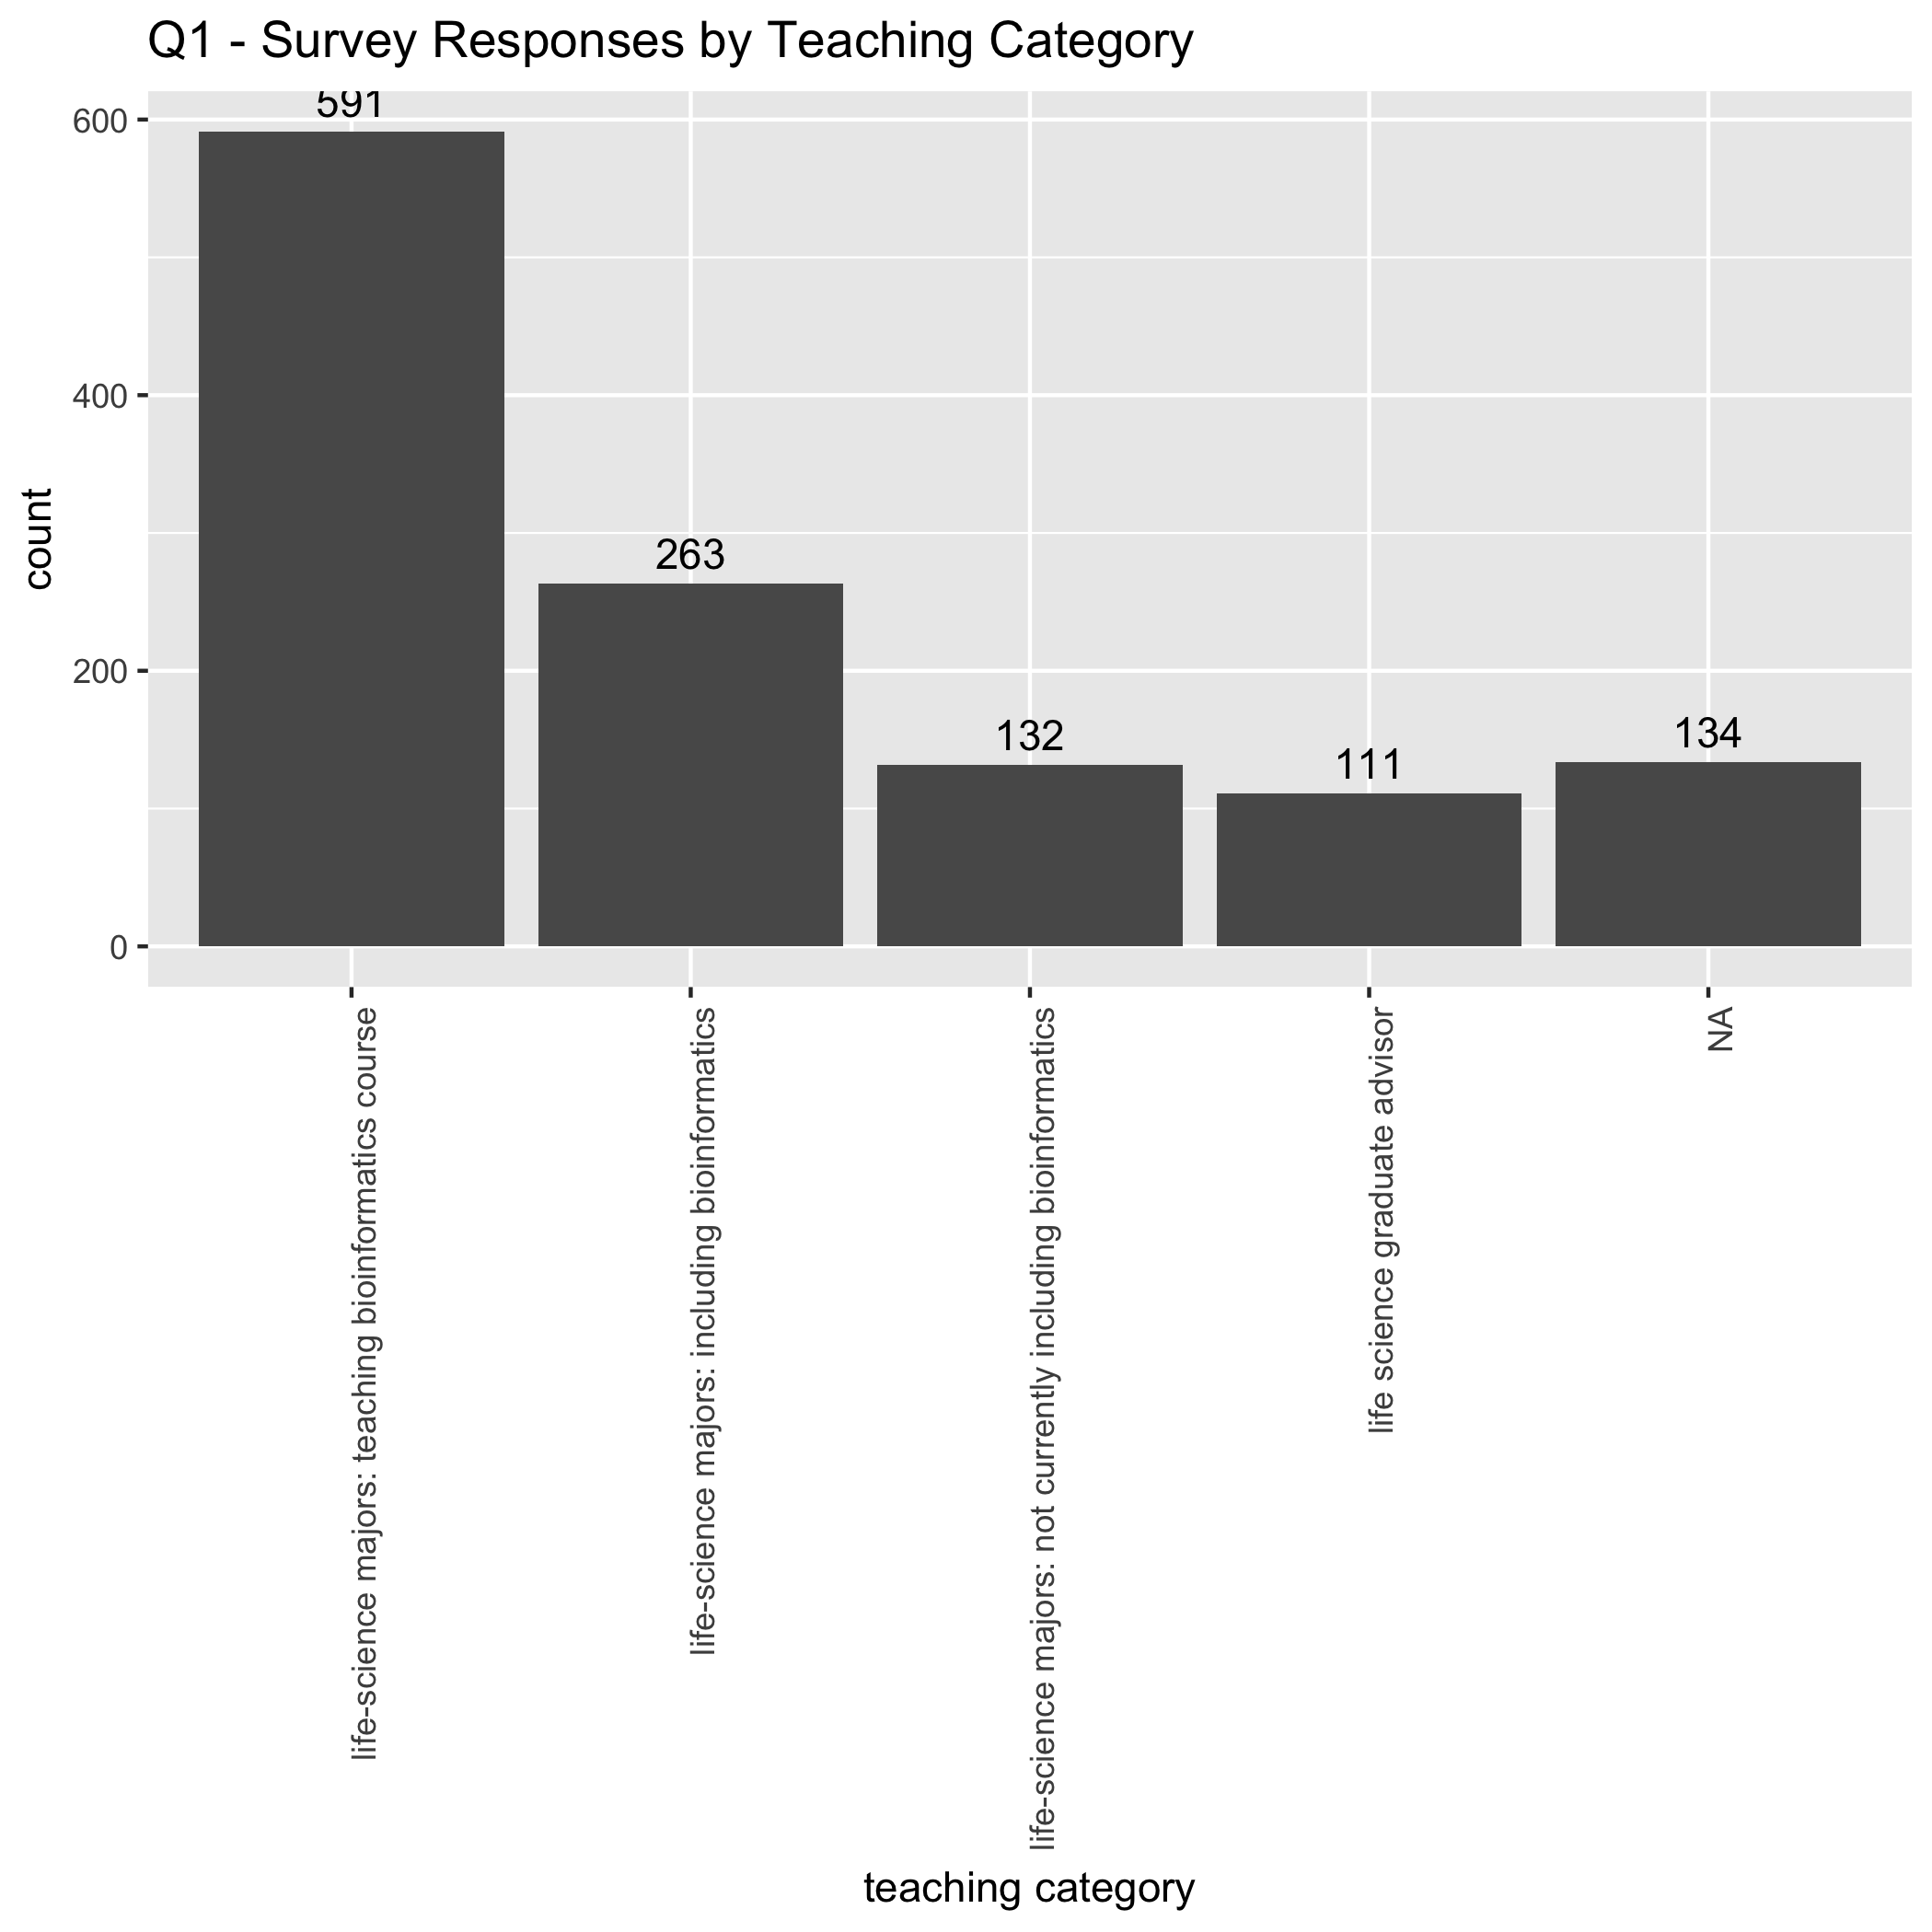 Q1 - Survey Responses by Teaching Category
591
600
400
263
count
200
132
111
134
0
life-science majors: teaching bioinformatics course
life-science majors: including bioinformatics
life-science majors: not currently including bioinformatics
life science graduate advisor
NA
teaching category